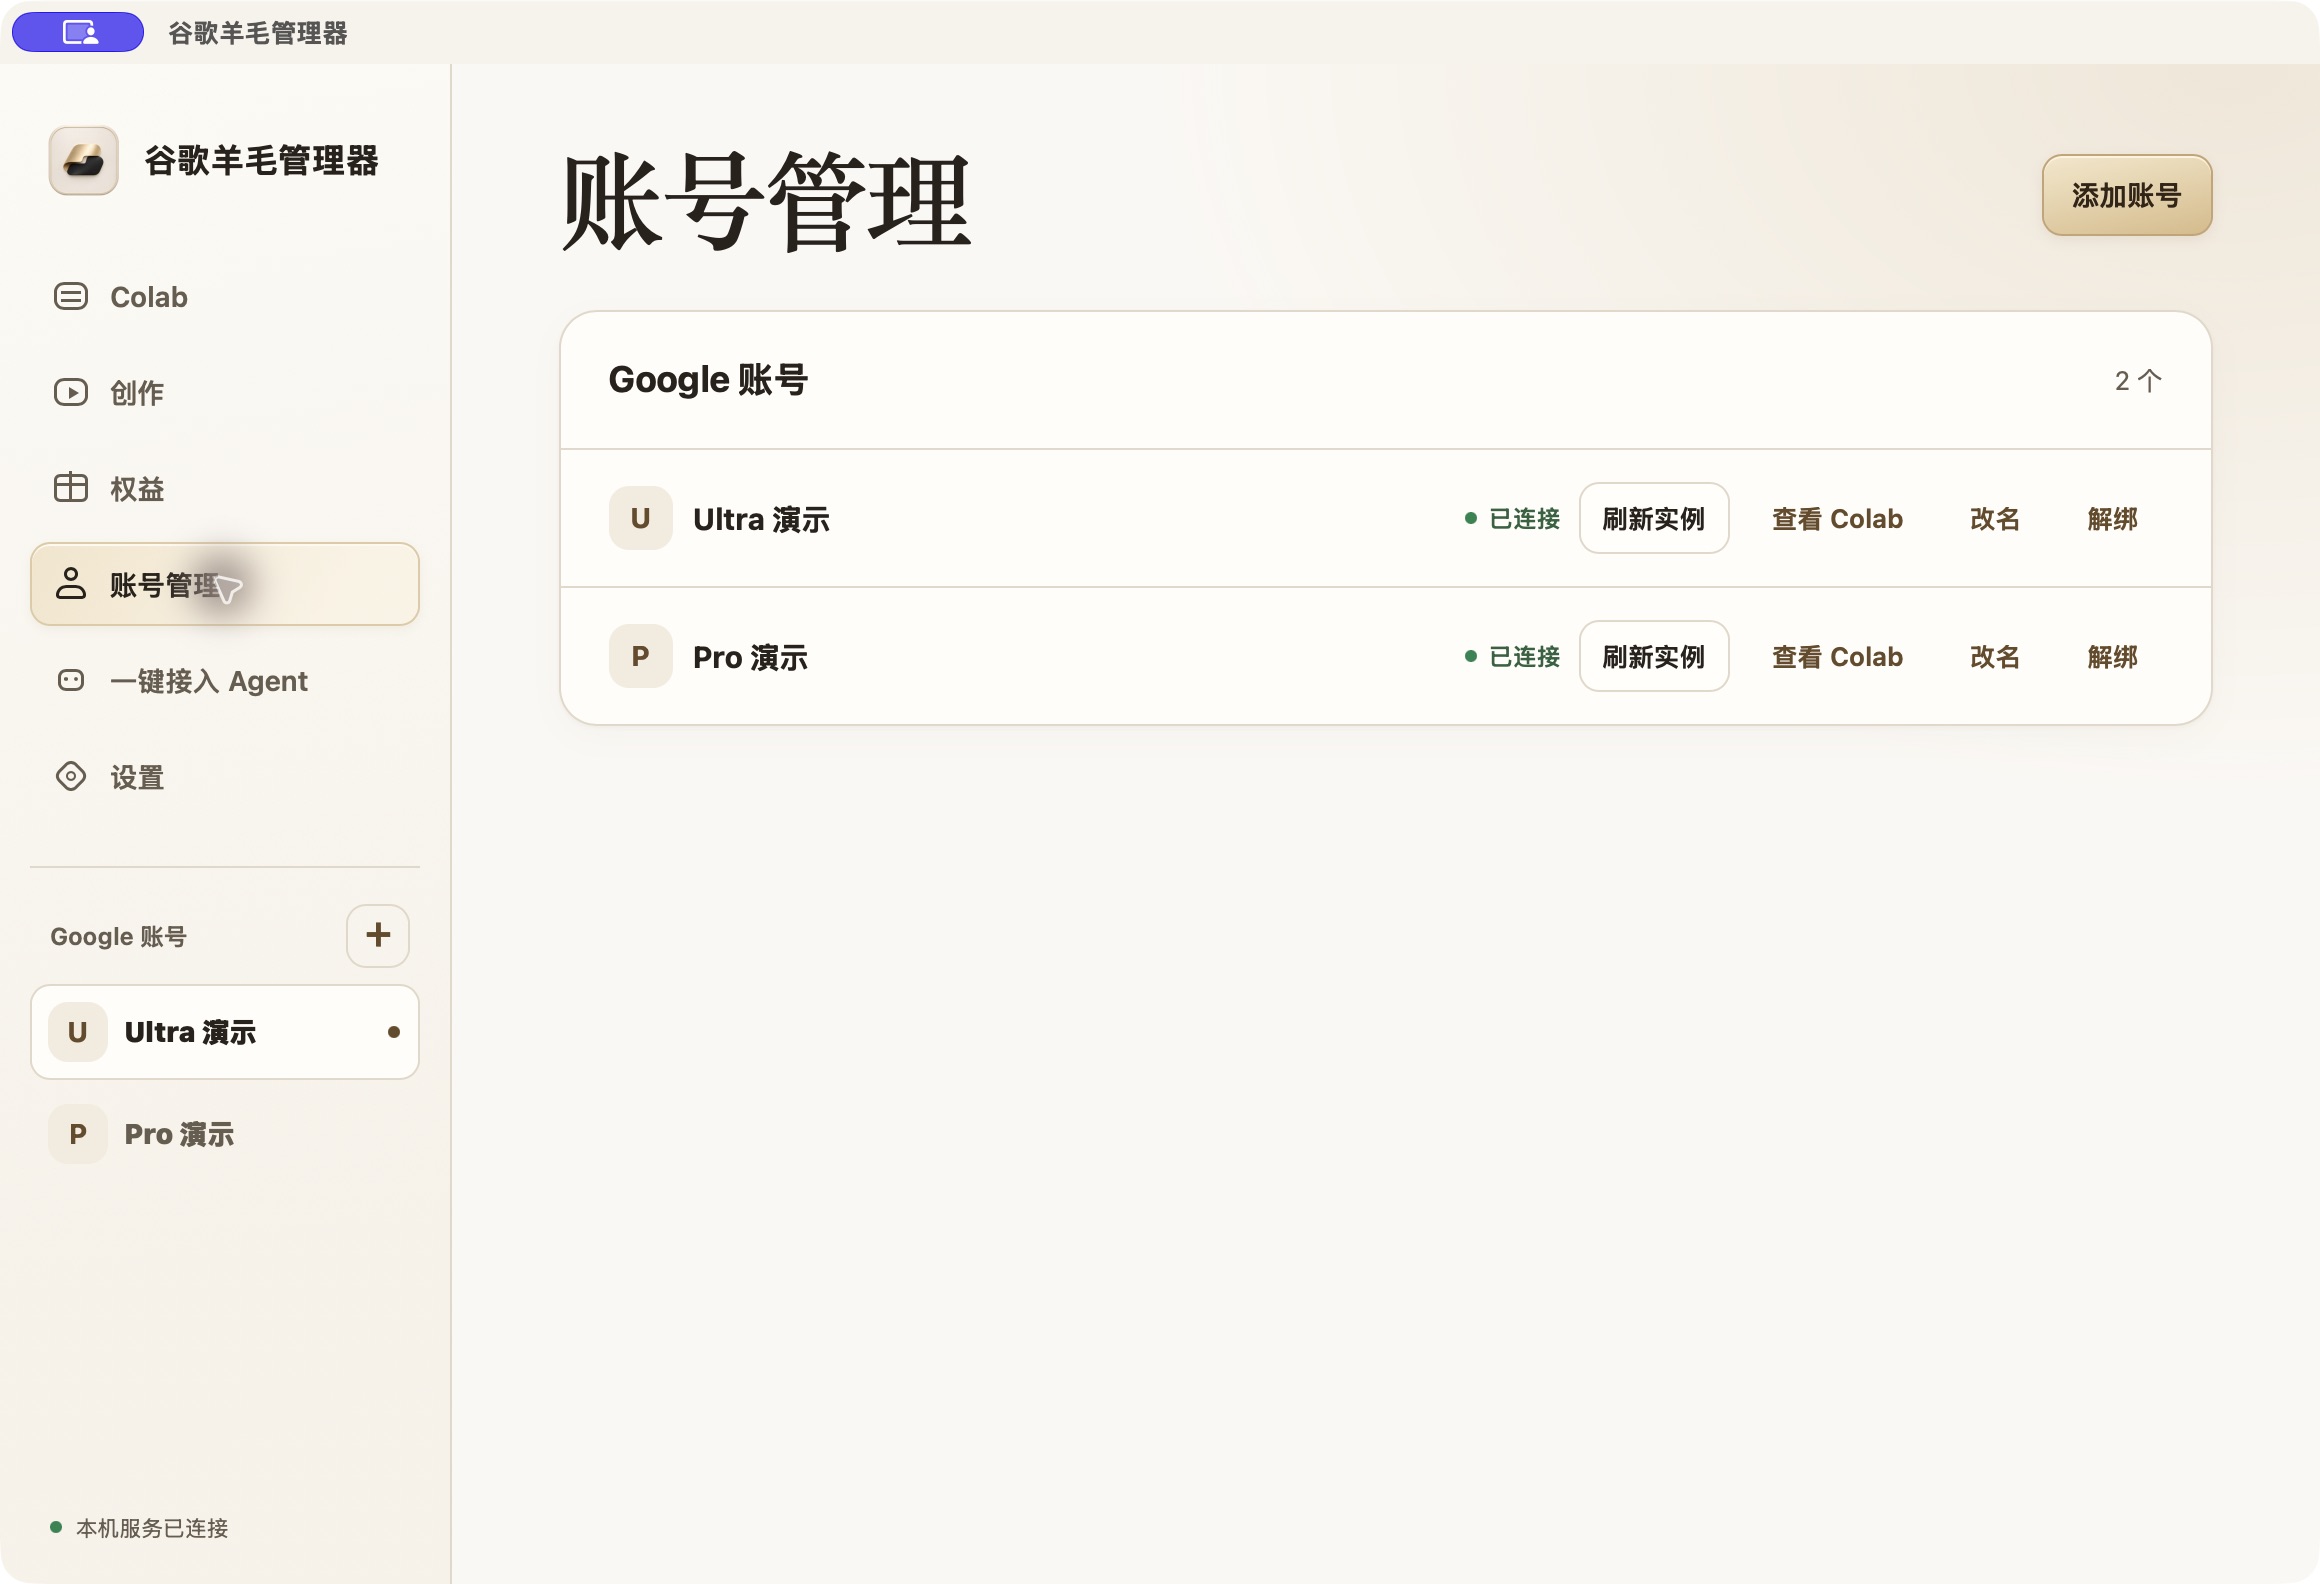 谷歌羊毛管理器
谷歌羊毛管理器
Colab
创作
权益
账号管理
一键接入 Agent
设置
Google 账号
+
U Ultra 演示
P Pro 演示
本机服务已连接
账号管理
添加账号
Google 账号 2 个
U Ultra 演示 已连接 刷新实例 查看 Colab 改名 解绑
P Pro 演示 已连接 刷新实例 查看 Colab 改名 解绑